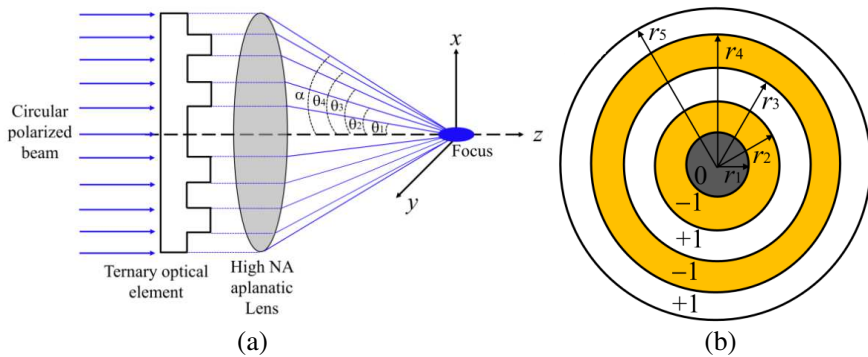 Circular
polarized
beam
Ternary optical
element
High NA
aplanatic
Lens
α
θ4
θ3
θ2
θ1
x
y
z
Focus
(a)
r5
r4
r3
r2
r1
0
−1
+1
−1
+1
(b)